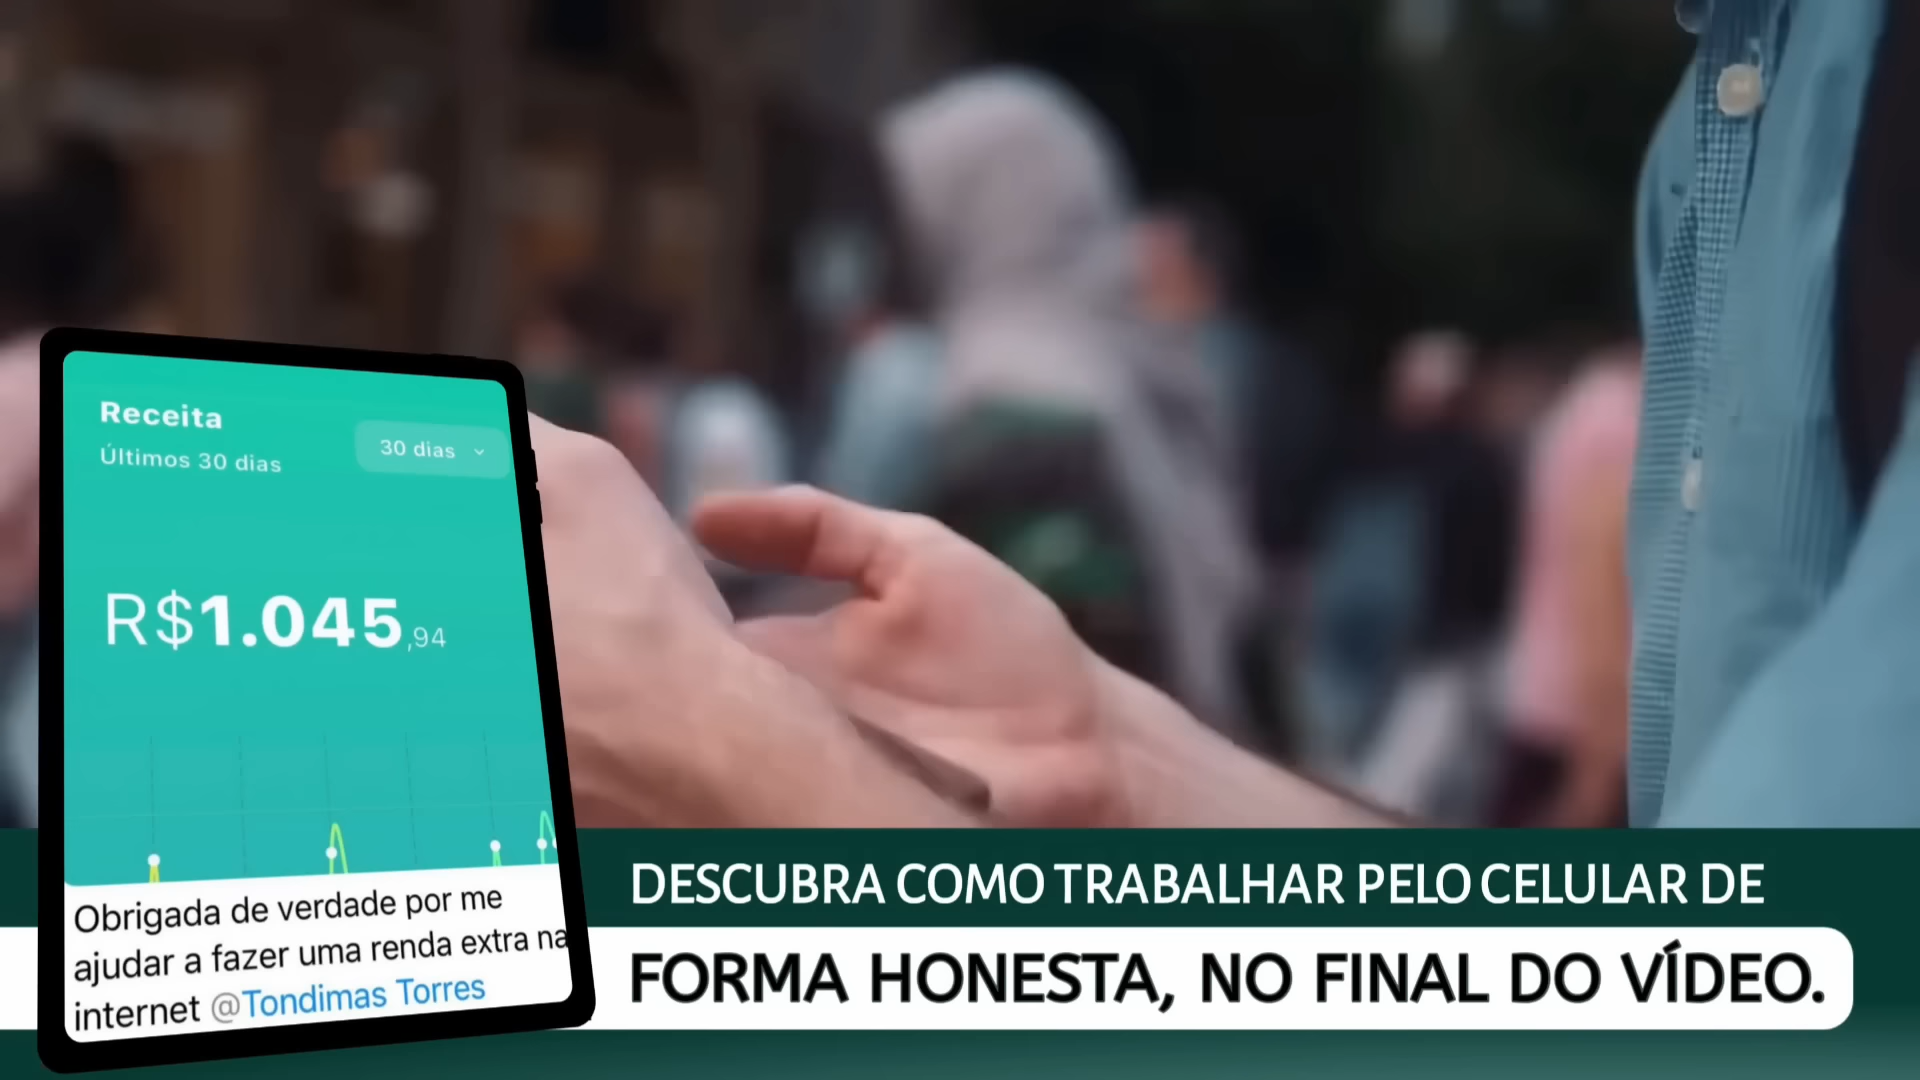 Receita
Últimos 30 dias
30 dias
R$1.045,94
Obrigada de verdade por me
ajudar a fazer uma renda extra na
internet @Tondimas Torres
DESCUBRA COMO TRABALHAR PELO CELULAR DE
FORMA HONESTA, NO FINAL DO VÍDEO.